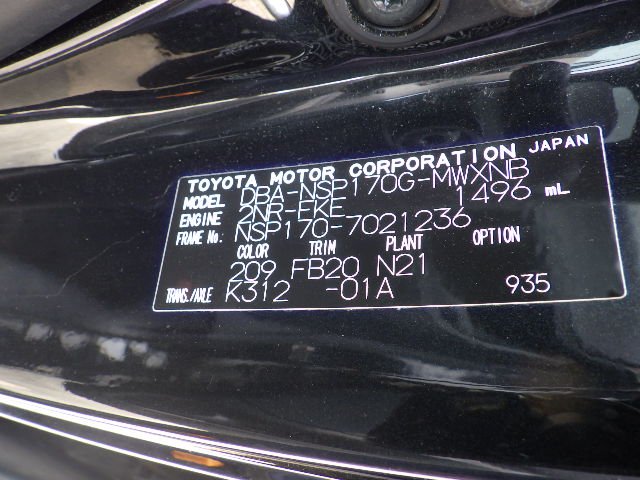 TOYOTA MOTOR CORPORATION JAPAN
MODEL DBA-NSP170G-MWXNB
ENGINE 2NR-FKE 1496 mL
FRAME No. NSP170-7021236
COLOR TRIM PLANT OPTION
209 FB20 N21
TRANS./AXLE K312 -01A 935